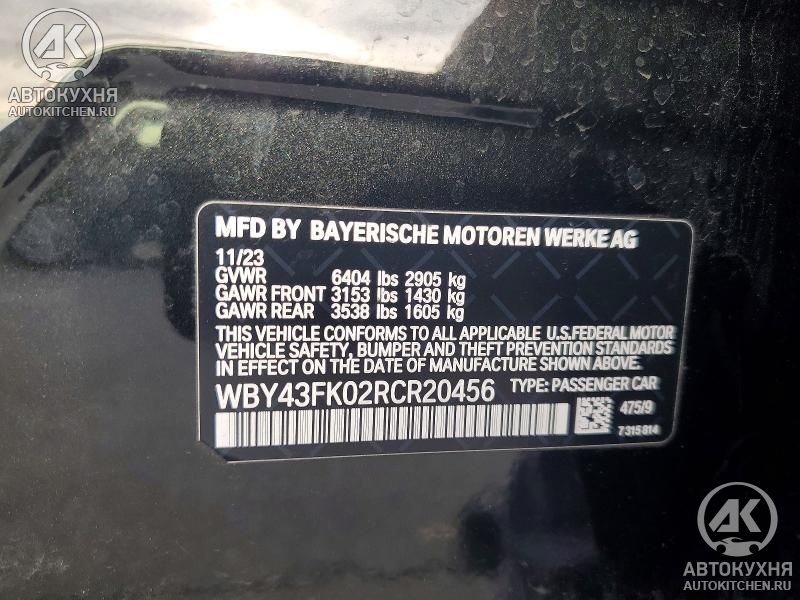 АК
АВТОКУХНЯ
AUTOKITCHEN.RU
MFD BY BAYERISCHE MOTOREN WERKE AG
11/23
GVWR 6404 lbs 2905 kg
GAWR FRONT 3153 lbs 1430 kg
GAWR REAR 3538 lbs 1605 kg
THIS VEHICLE CONFORMS TO ALL APPLICABLE U.S.FEDERAL MOTOR
VEHICLE SAFETY, BUMPER AND THEFT PREVENTION STANDARDS
IN EFFECT ON THE DATE OF MANUFACTURE SHOWN ABOVE.
WBY43FK02RCR20456 TYPE: PASSENGER CAR
475/9
7315814
АК
АВТОКУХНЯ
AUTOKITCHEN.RU